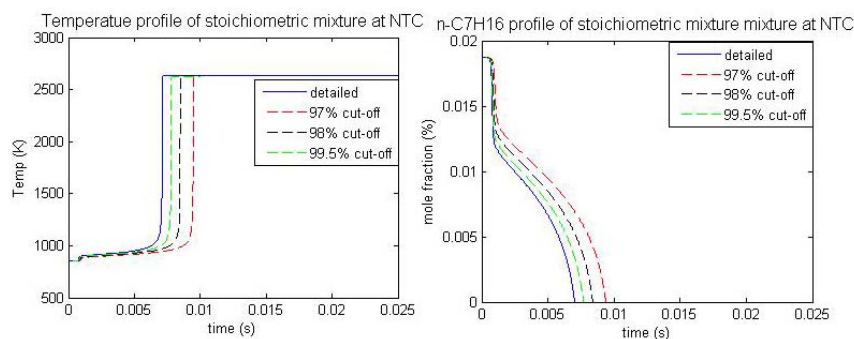 Temperatue profile of stoichiometric mixture at NTC
3000
2500
2000
1500
1000
500
Temp (K)
0
0.005
0.01
0.015
0.02
0.025
time (s)
detailed
97% cut-off
98% cut-off
99.5% cut-off
n-C7H16 profile of stoichiometric mixture mixture at NTC
0.02
0.015
0.01
0.005
0
mole fraction (%)
0
0.005
0.01
0.015
0.02
0.025
time (s)
detailed
97% cut-off
98% cut-off
99.5% cut-off